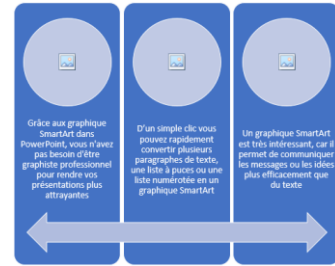 Grâce aux graphique
SmartArt dans
PowerPoint, vous n'avez
pas besoin d'être
graphiste professionnel
pour rendre vos
présentations plus
attrayantes
D'un simple clic vous
pouvez rapidement
convertir plusieurs
paragraphes de texte,
une liste à puces ou une
liste numérotée en un
graphique SmartArt
Un graphique SmartArt
est très intéressant, car il
permet de communiquer
les messages ou les idées
plus efficacement que
du texte